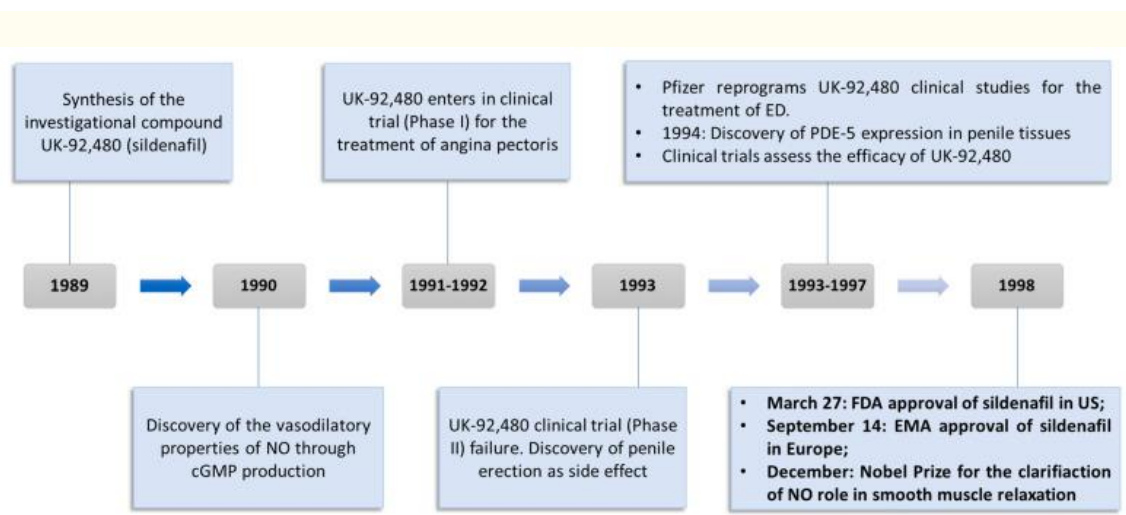 Synthesis of the
investigational compound
UK-92,480 (sildenafil)
UK-92,480 enters in clinical
trial (Phase I) for the
treatment of angina pectoris
• Pfizer reprograms UK-92,480 clinical studies for the
treatment of ED.
• 1994: Discovery of PDE-5 expression in penile tissues
• Clinical trials assess the efficacy of UK-92,480
1989
1990
1991-1992
1993
1993-1997
1998
Discovery of the vasodilatory
properties of NO through
cGMP production
UK-92,480 clinical trial (Phase
II) failure. Discovery of penile
erection as side effect
• March 27: FDA approval of sildenafil in US;
• September 14: EMA approval of sildenafil
in Europe;
• December: Nobel Prize for the clarifiaction
of NO role in smooth muscle relaxation